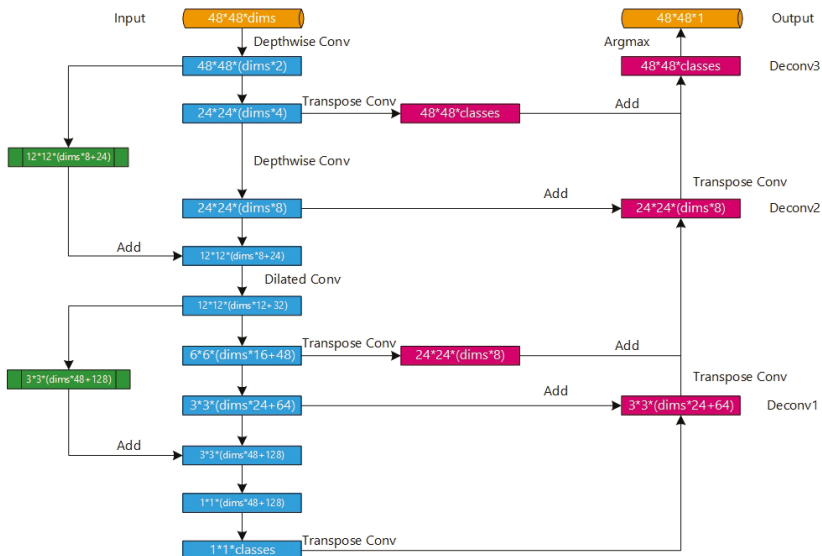 Input
48*48*dims
48*48*1
Output
Depthwise Conv
Argmax
48*48*(dims*2)
48*48*classes
Deconv3
24*24*(dims*4)
Transpose Conv
48*48*classes
Add
12*12*(dims*8+24)
Depthwise Conv
Transpose Conv
24*24*(dims*8)
Add
24*24*(dims*8)
Deconv2
Add
12*12*(dims*8+24)
Dilated Conv
12*12*(dims*12+32)
6*6*(dims*16+48)
Transpose Conv
24*24*(dims*8)
Add
3*3*(dims*48+128)
Transpose Conv
3*3*(dims*24+64)
Add
3*3*(dims*24+64)
Deconv1
Add
3*3*(dims*48+128)
1*1*(dims*48+128)
1*1*classes
Transpose Conv